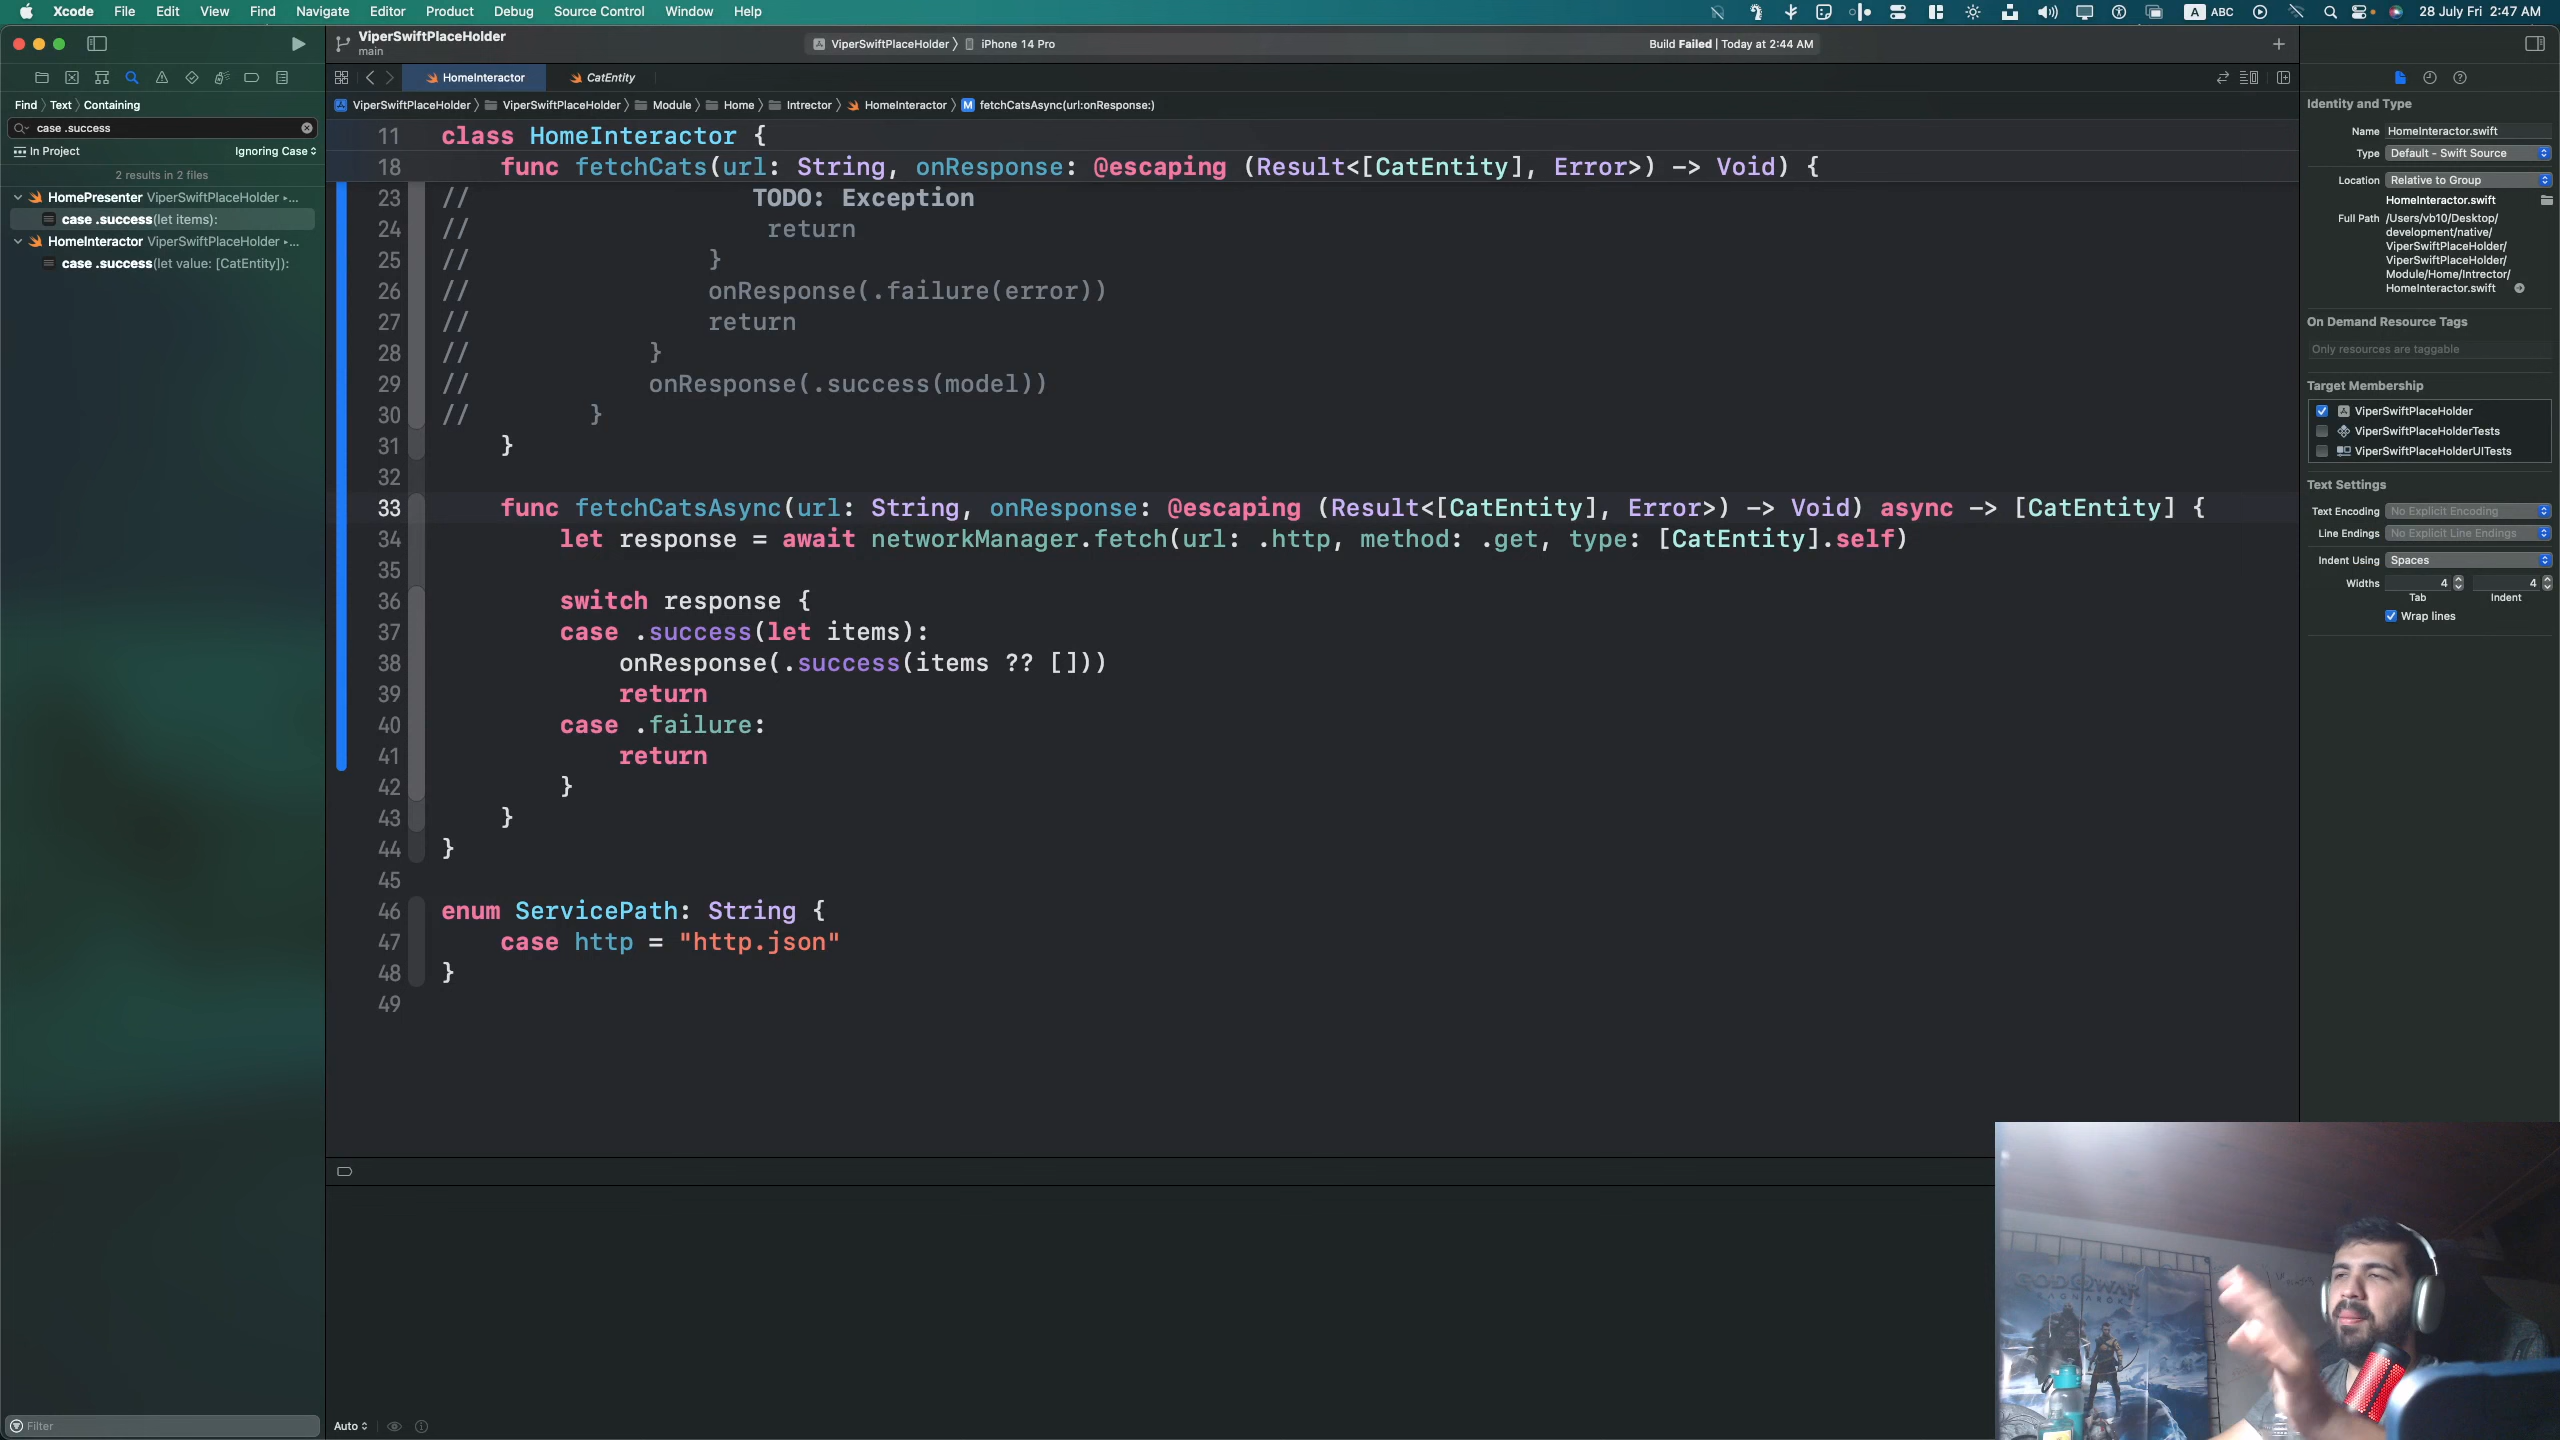 Xcode File Edit View Find Navigate Editor Product Debug Source Control Window Help
ABC
28 July Fri 2:47 AM
ViperSwiftPlaceHolder
main
ViperSwiftPlaceHolder
iPhone 14 Pro
Build Failed | Today at 2:44 AM
HomeInteractor
CatEntity
Find
Text
Containing
case .success
In Project
Ignoring Case
2 results in 2 files
HomePresenter ViperSwiftPlaceHolder ...
case .success(let items):
HomeInteractor ViperSwiftPlaceHolder ...
case .success(let value: [CatEntity]):
Filter
ViperSwiftPlaceHolder
ViperSwiftPlaceHolder
Module
Home
Intrector
HomeInteractor
M fetchCatsAsync(url:onResponse:)
11 class HomeInteractor {
18 func fetchCats(url: String, onResponse: @escaping (Result<[CatEntity], Error>) -> Void) {
23 // TODO: Exception
24 // return
25 // }
26 // onResponse(.failure(error))
27 // return
28 // }
29 // onResponse(.success(model))
30 // }
31 }
32
33 func fetchCatsAsync(url: String, onResponse: @escaping (Result<[CatEntity], Error>) -> Void) async -> [CatEntity] {
34 let response = await networkManager.fetch(url: .http, method: .get, type: [CatEntity].self)
35
36 switch response {
37 case .success(let items):
38 onResponse(.success(items ?? []))
39 return
40 case .failure:
41 return
42 }
43 }
44 }
45
46 enum ServicePath: String {
47 case http = "http.json"
48 }
49
Auto
Identity and Type
Name HomeInteractor.swift
Type Default - Swift Source
Location Relative to Group
HomeInteractor.swift
Full Path /Users/vb10/Desktop/
development/native/
ViperSwiftPlaceHolder/
ViperSwiftPlaceHolder/
Module/Home/Intrector/
HomeInteractor.swift
On Demand Resource Tags
Only resources are taggable
Target Membership
ViperSwiftPlaceHolder
ViperSwiftPlaceHolderTests
ViperSwiftPlaceHolderUITests
Text Settings
Text Encoding No Explicit Encoding
Line Endings No Explicit Line Endings
Indent Using Spaces
Widths 4 4
Tab Indent
Wrap lines
GOD OF WAR
RAGNARÖK